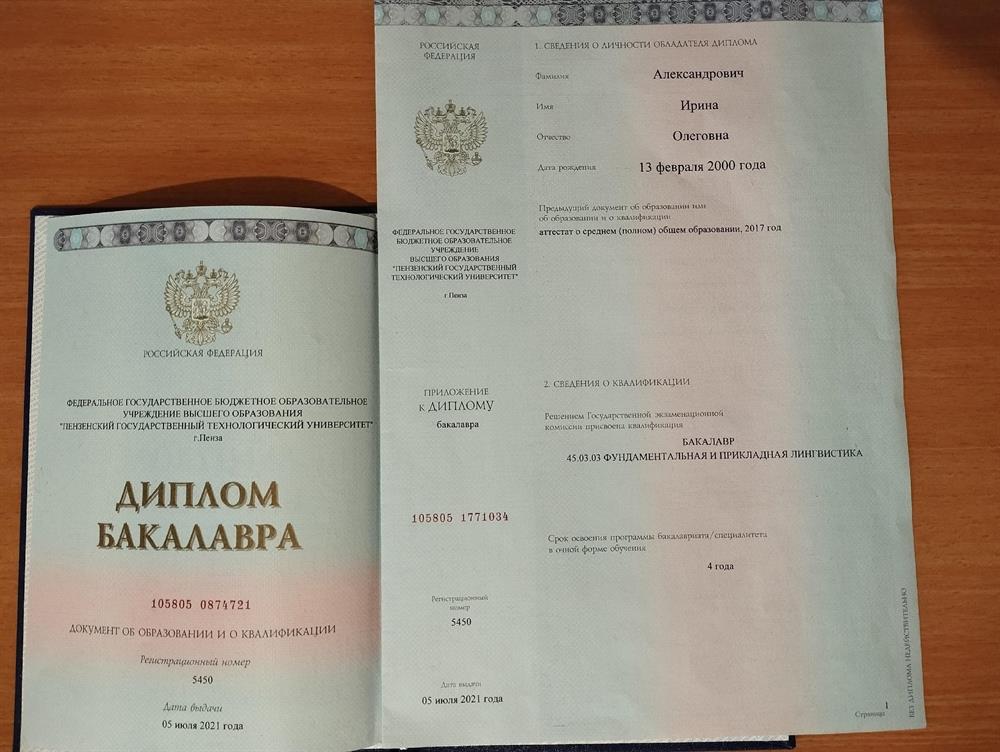 РОССИЙСКАЯ ФЕДЕРАЦИЯ
ФЕДЕРАЛЬНОЕ ГОСУДАРСТВЕННОЕ БЮДЖЕТНОЕ ОБРАЗОВАТЕЛЬНОЕ
УЧРЕЖДЕНИЕ ВЫСШЕГО ОБРАЗОВАНИЯ
"ПЕНЗЕНСКИЙ ГОСУДАРСТВЕННЫЙ ТЕХНОЛОГИЧЕСКИЙ УНИВЕРСИТЕТ"
г.Пенза
ДИПЛОМ
БАКАЛАВРА
105805 0874721
ДОКУМЕНТ ОБ ОБРАЗОВАНИИ И О КВАЛИФИКАЦИИ
Регистрационный номер
5450
Дата выдачи
05 июля 2021 года
РОССИЙСКАЯ
ФЕДЕРАЦИЯ
ФЕДЕРАЛЬНОЕ ГОСУДАРСТВЕННОЕ
БЮДЖЕТНОЕ ОБРАЗОВАТЕЛЬНОЕ
УЧРЕЖДЕНИЕ
ВЫСШЕГО ОБРАЗОВАНИЯ
"ПЕНЗЕНСКИЙ ГОСУДАРСТВЕННЫЙ
ТЕХНОЛОГИЧЕСКИЙ УНИВЕРСИТЕТ"
г.Пенза
ПРИЛОЖЕНИЕ
к ДИПЛОМУ
бакалавра
105805 1771034
Регистрационный
номер
5450
Дата выдачи
05 июля 2021 года
1. СВЕДЕНИЯ О ЛИЧНОСТИ ОБЛАДАТЕЛЯ ДИПЛОМА
Фамилия Александрович
Имя Ирина
Отчество Олеговна
Дата рождения 13 февраля 2000 года
Предыдущий документ об образовании или
об образовании и о квалификации
аттестат о среднем (полном) общем образовании, 2017 год
2. СВЕДЕНИЯ О КВАЛИФИКАЦИИ
Решением Государственной экзаменационной
комиссии присвоена квалификация
БАКАЛАВР
45.03.03 ФУНДАМЕНТАЛЬНАЯ И ПРИКЛАДНАЯ ЛИНГВИСТИКА
Срок освоения программы бакалавриата/специалитета
в очной форме обучения
4 года
Страница 1
БЕЗ ДИПЛОМА НЕДЕЙСТВИТЕЛЬНО